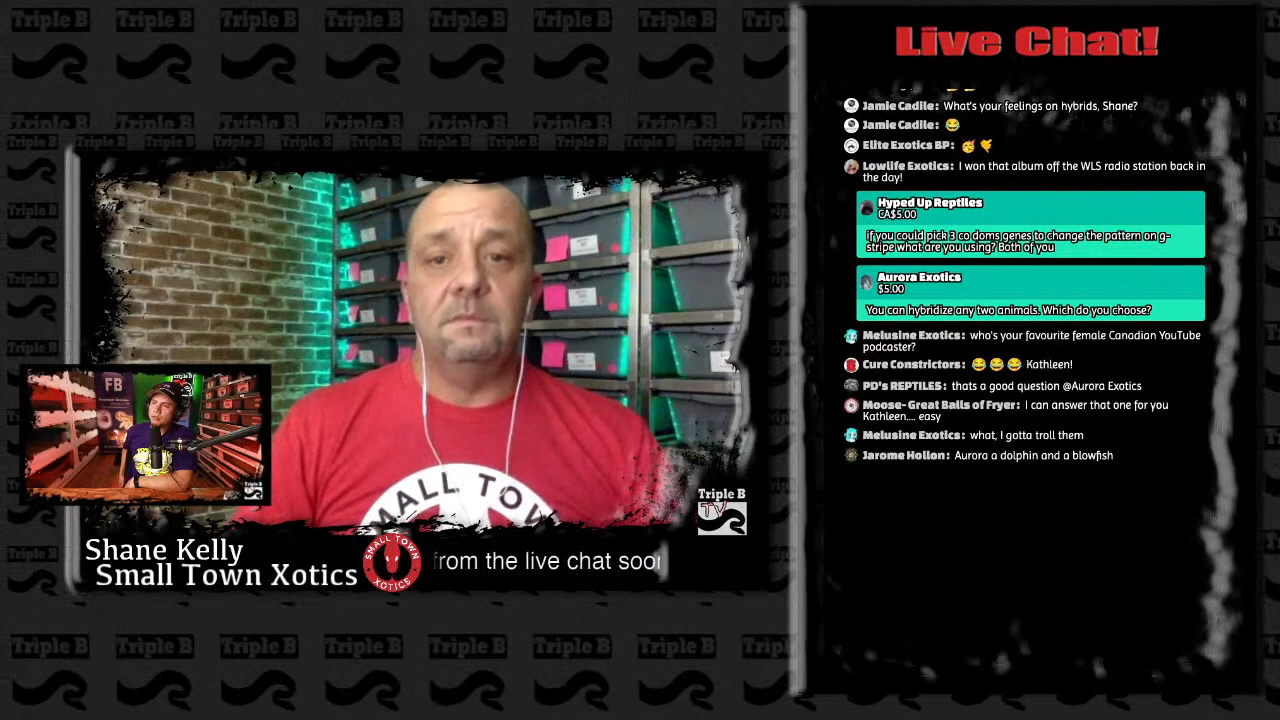 Live Chat!
Jamie Cadile: What's your feelings on hybrids, Shane?
Jamie Cadile: 😂
Elite Exotics BP: 🥳 🤙
Lowlife Exotics: I won that album off the WLS radio station back in
the day!
Hyped Up Reptiles
CA$5.00
if you could pick 3 co doms genes to change the pattern on g-
stripe what are you using? Both of you
Aurora Exotics
$5.00
You can hybridize any two animals. Which do you choose?
Melusine Exotics: who's your favourite female Canadian YouTube
podcaster?
Cure Constrictors: 😂 😂 😂 Kathleen!
PD's REPTILES: thats a good question @Aurora Exotics
Moose- Great Balls of Fryer: I can answer that one for you
Kathleen.... easy
Melusine Exotics: what, I gotta troll them
Jarome Hollon: Aurora a dolphin and a blowfish
FB
SMALL TOW
Triple B
TV
Shane Kelly
Small Town Xotics
SMALL TOWN
XOTICS
from the live chat soon
Triple B